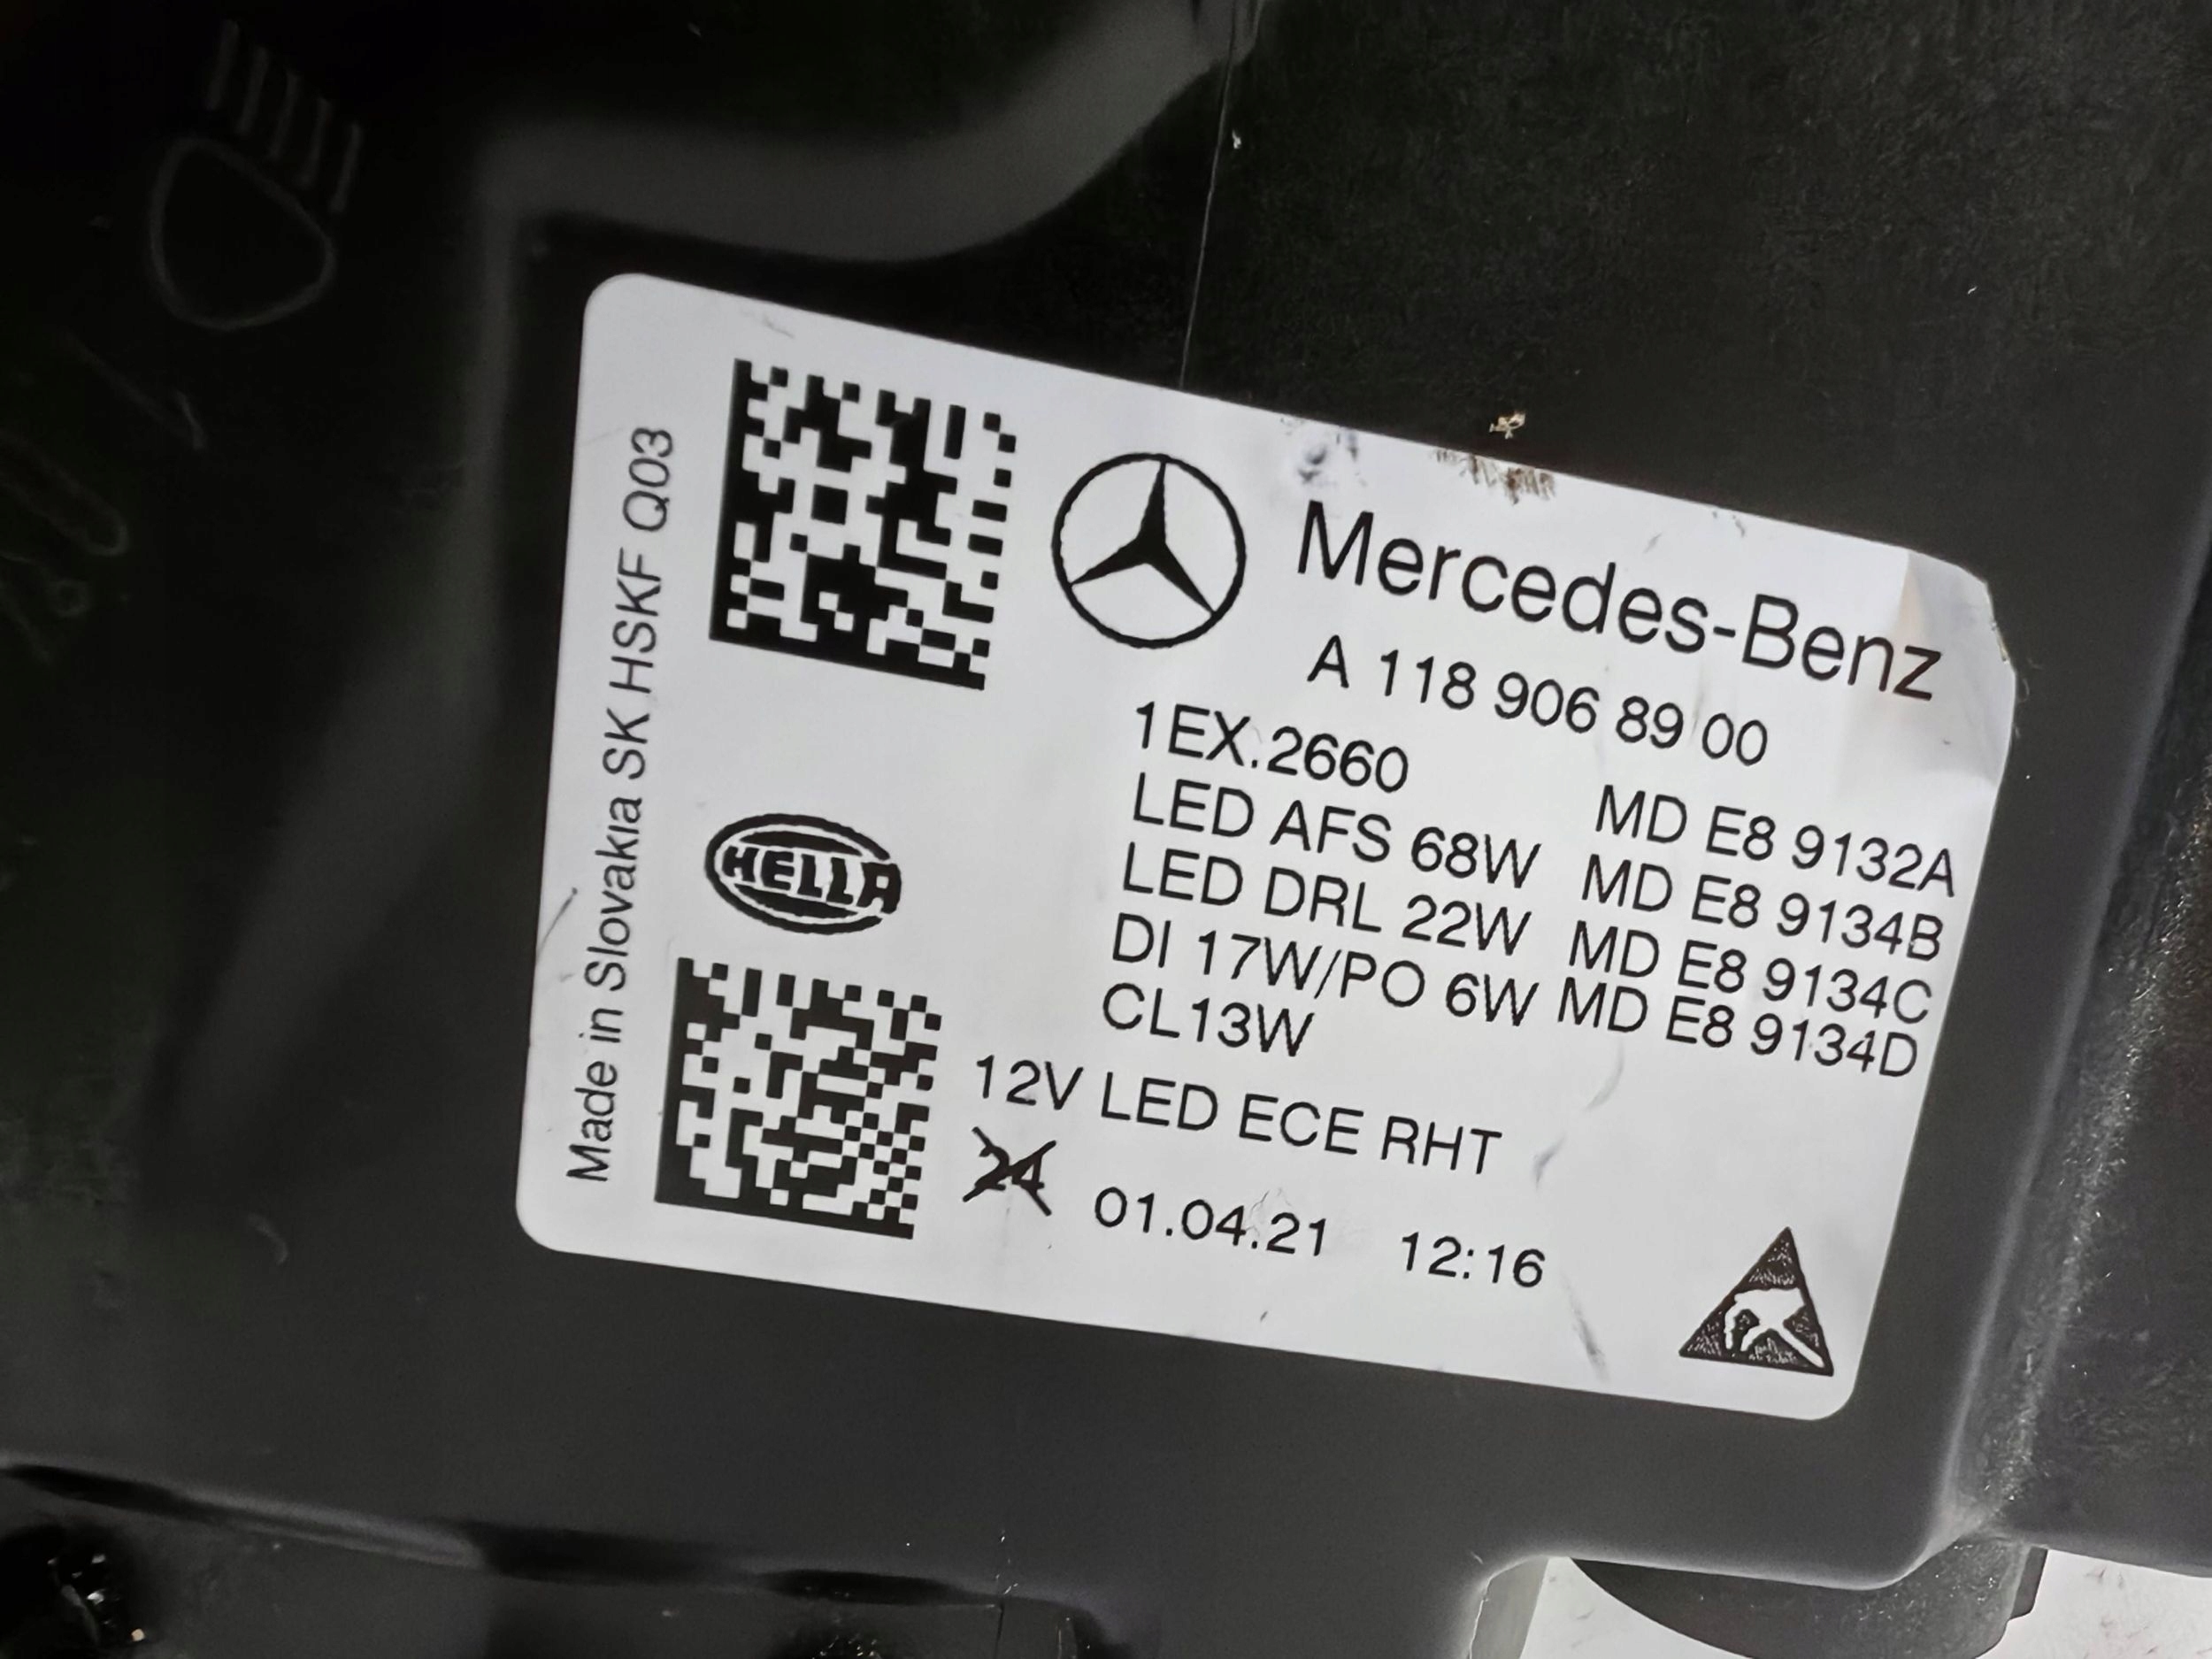 Made in Slovakia SK HSKF Q03
Mercedes-Benz
A 118 906 89 00
1EX.2660
LED AFS 68W MD E8 9132A
LED DRL 22W MD E8 9134B
DI 17W/PO 6W MD E8 9134C
CL13W MD E8 9134D
HELLA
12V LED ECE RHT
24 01.04.21 12:16